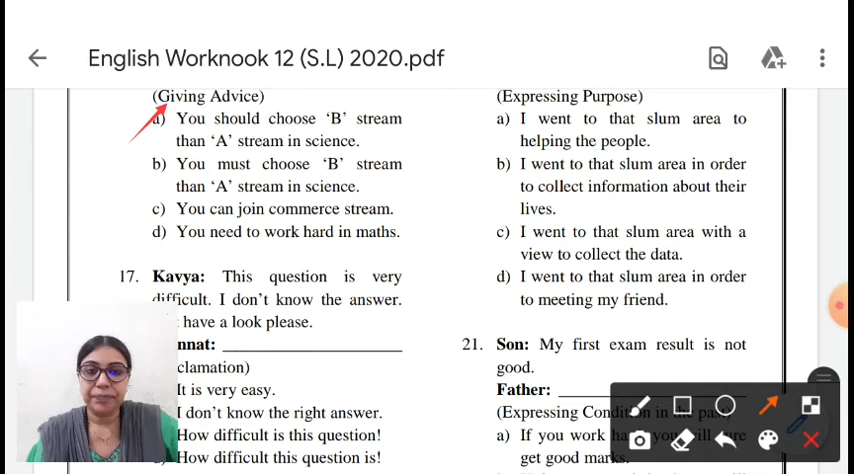 English Worknook 12 (S.L) 2020.pdf
(Giving Advice)
a) You should choose ‘B’ stream
than ‘A’ stream in science.
b) You must choose ‘B’ stream
than ‘A’ stream in science.
c) You can join commerce stream.
d) You need to work hard in maths.
17. Kavya: This question is very
difficult. I don’t know the answer.
have a look please.
nnat:
clamation)
It is very easy.
I don’t know the right answer.
How difficult is this question!
How difficult this question is!
(Expressing Purpose)
a) I went to that slum area to
helping the people.
b) I went to that slum area in order
to collect information about their
lives.
c) I went to that slum area with a
view to collect the data.
d) I went to that slum area in order
to meeting my friend.
21. Son: My first exam result is not
good.
Father:
(Expressing Condition in the past)
a) If you work hard you will
get good marks.